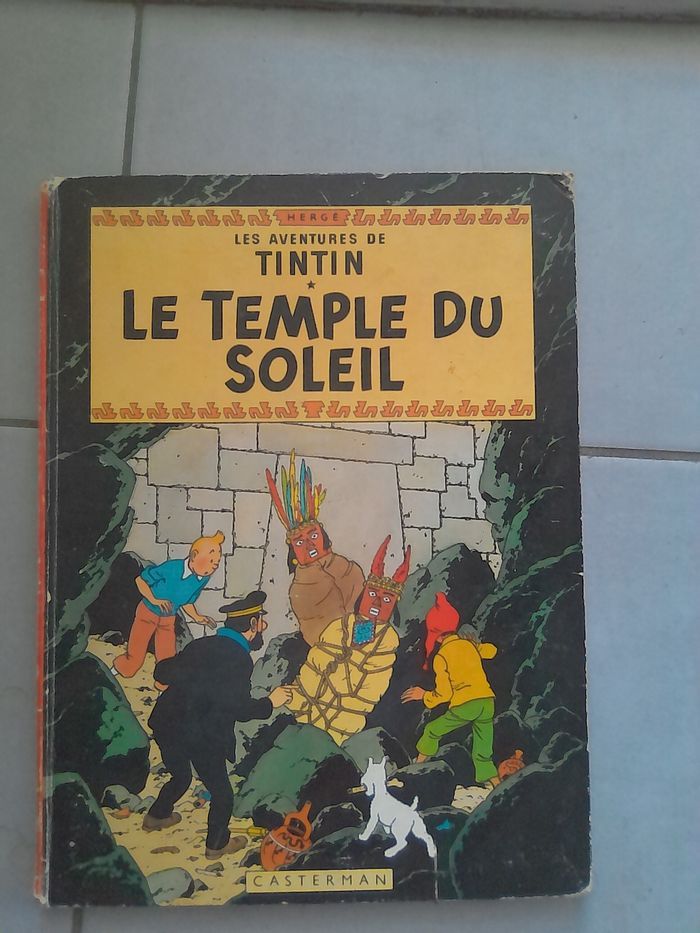 HERGÉ
LES AVENTURES DE
TINTIN
LE TEMPLE DU
SOLEIL
CASTERMAN